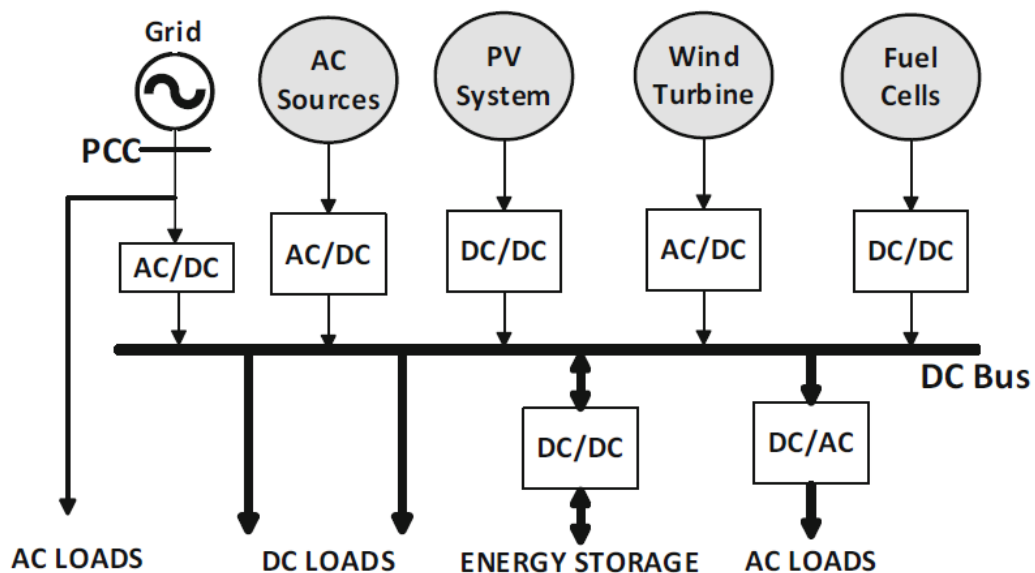 Grid
AC
Sources
PV
System
Wind
Turbine
Fuel
Cells
PCC
AC/DC
AC/DC
DC/DC
AC/DC
DC/DC
DC Bus
DC/DC
DC/AC
AC LOADS
DC LOADS
ENERGY STORAGE
AC LOADS